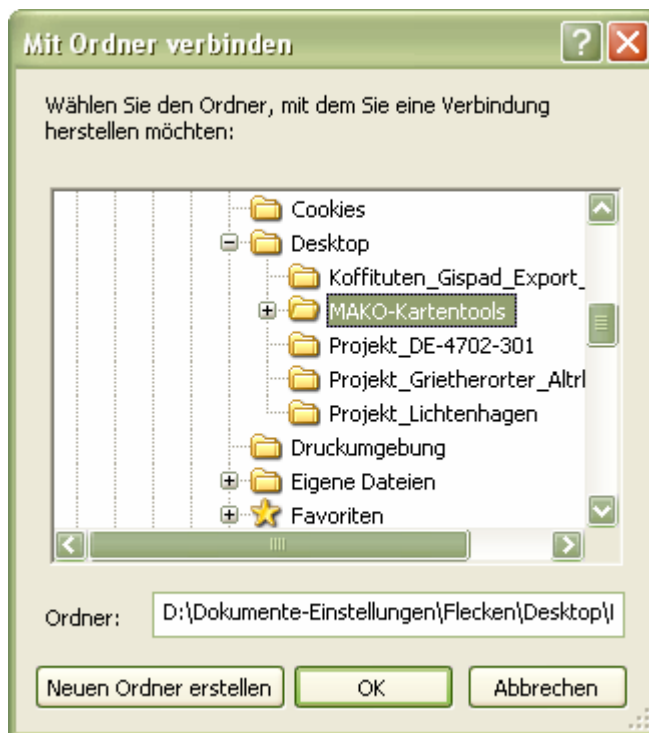 Mit Ordner verbinden
Wählen Sie den Ordner, mit dem Sie eine Verbindung
herstellen möchten:
Cookies
Desktop
Koffituten_Gispad_Export_
MAKO-Kartentools
Projekt_DE-4702-301
Projekt_Grietherorter_Altrl
Projekt_Lichtenhagen
Druckumgebung
Eigene Dateien
Favoriten
Ordner: D:\Dokumente-Einstellungen\Flecken\Desktop\I
Neuen Ordner erstellen OK Abbrechen